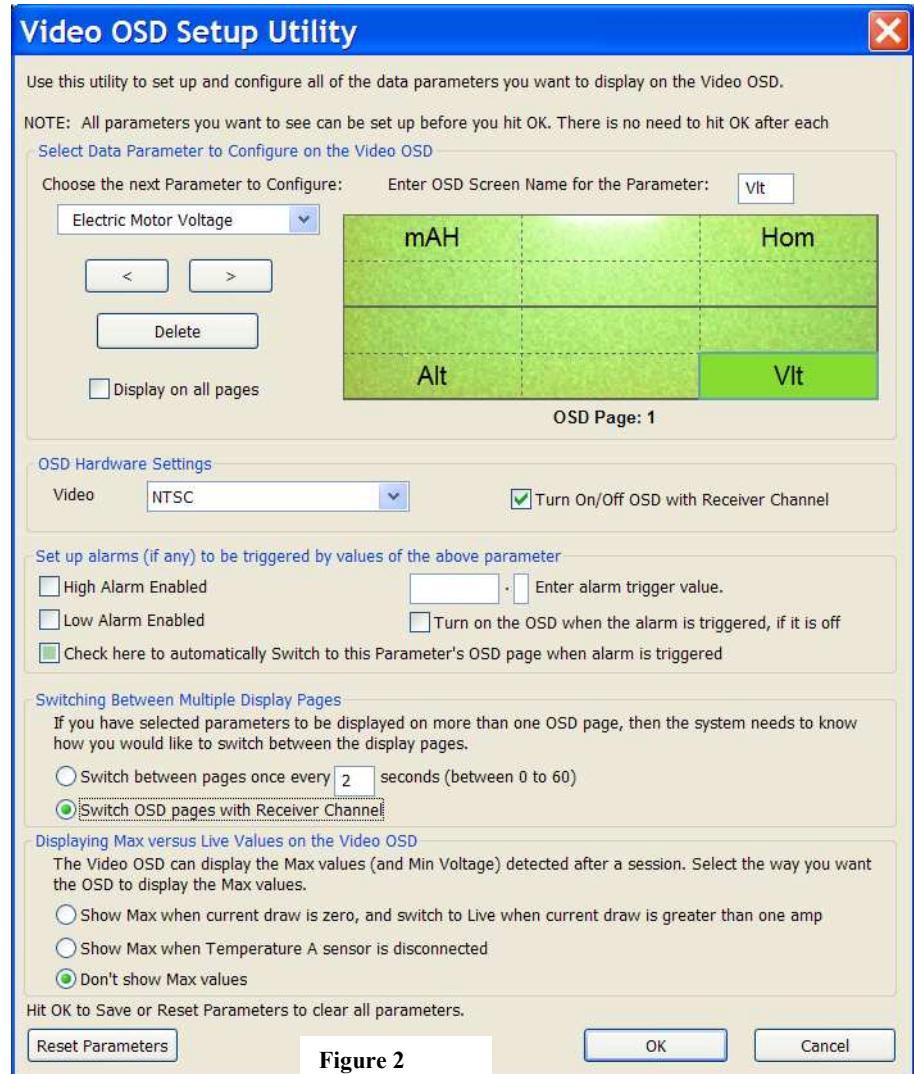 Video OSD Setup Utility
Use this utility to set up and configure all of the data parameters you want to display on the Video OSD.
NOTE: All parameters you want to see can be set up before you hit OK. There is no need to hit OK after each
Select Data Parameter to Configure on the Video OSD
Choose the next Parameter to Configure: Enter OSD Screen Name for the Parameter: Vlt
Electric Motor Voltage
mAH Hom
< >
Delete
Alt Vlt
Display on all pages
OSD Page: 1
OSD Hardware Settings
Video NTSC Turn On/Off OSD with Receiver Channel
Set up alarms (if any) to be triggered by values of the above parameter
High Alarm Enabled . Enter alarm trigger value.
Low Alarm Enabled Turn on the OSD when the alarm is triggered, if it is off
Check here to automatically Switch to this Parameter's OSD page when alarm is triggered
Switching Between Multiple Display Pages
If you have selected parameters to be displayed on more than one OSD page, then the system needs to know
how you would like to switch between the display pages.
Switch between pages once every 2 seconds (between 0 to 60)
Switch OSD pages with Receiver Channel
Displaying Max versus Live Values on the Video OSD
The Video OSD can display the Max values (and Min Voltage) detected after a session. Select the way you want
the OSD to display the Max values.
Show Max when current draw is zero, and switch to Live when current draw is greater than one amp
Show Max when Temperature A sensor is disconnected
Don't show Max values
Hit OK to Save or Reset Parameters to clear all parameters.
Reset Parameters OK Cancel
Figure 2